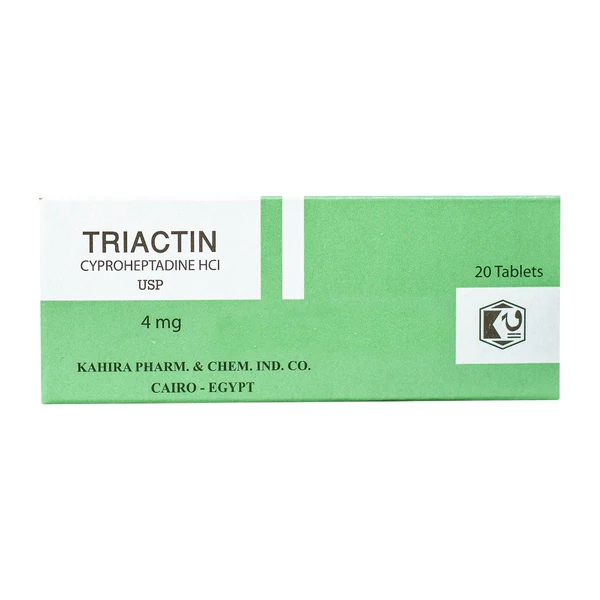 TRIACTIN
CYPROHEPTADINE HCl
USP
4 mg
20 Tablets
KAHIRA PHARM. & CHEM. IND. CO.
CAIRO - EGYPT